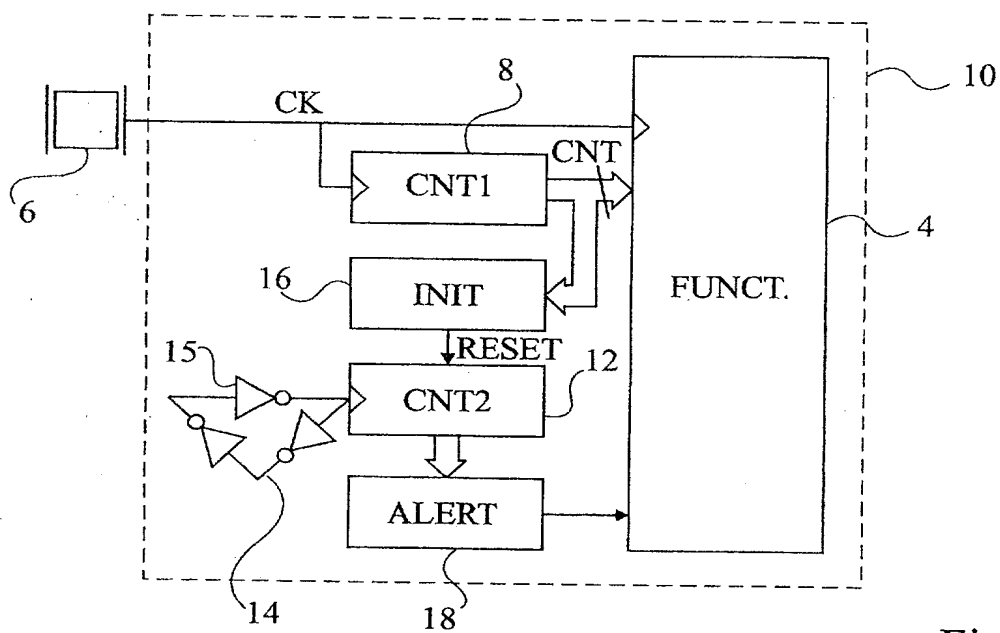 10
8
CK
CNT
CNT1
6
4
16
INIT
FUNCT.
RESET
15
12
CNT2
ALERT
14
18